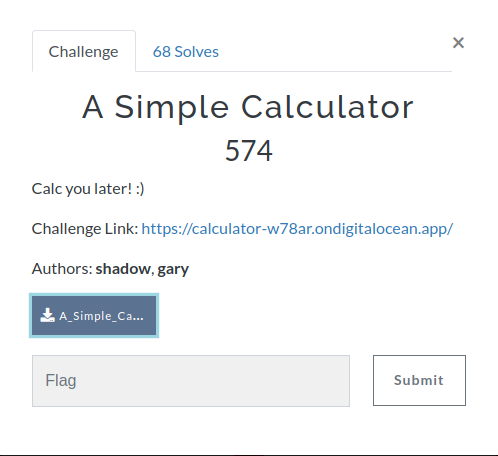 Challenge
68 Solves
×
A Simple Calculator
574
Calc you later! :)
Challenge Link: https://calculator-w78ar.ondigitalocean.app/
Authors: shadow, gary
A_Simple_Ca...
Flag
Submit